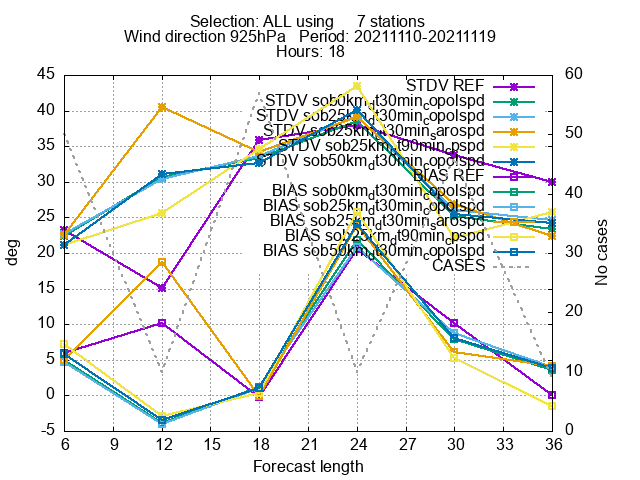 Selection: ALL using 7 stations
Wind direction 925hPa Period: 20211110-20211119
Hours: 18
45
40
35
30
25
20
15
10
5
0
-5
deg
60
50
40
30
20
10
0
No cases
STDV REF
STDV sob0km_dt30min_copolspd
STDV sob25km_dt30min_copolspd
STDV sob25km_dt30min_sarospd
STDV sob25km_dt90min_copspd
STDV sob50km_dt30min_copolspd
BIAS REF
BIAS sob0km_dt30min_copolspd
BIAS sob25km_dt30min_copolspd
BIAS sob25km_dt30min_sarospd
BIAS sob25km_dt90min_copspd
BIAS sob50km_dt30min_copolspd
CASES
6 9 12 15 18 21 24 27 30 33 36
Forecast length